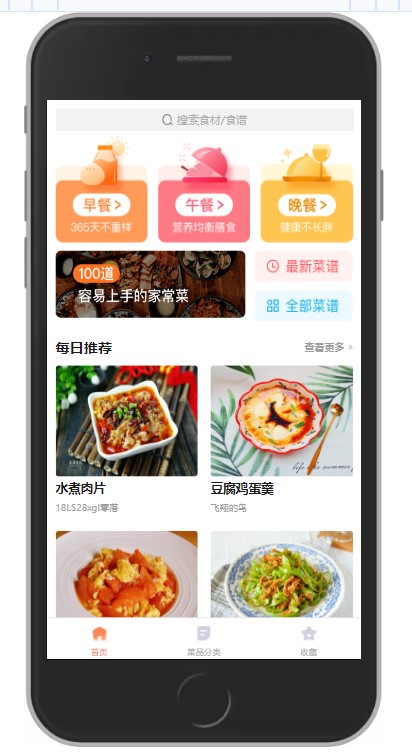 搜索食材/食谱
早餐 >
午餐 >
晚餐 >
365天不重样
营养均衡膳食
健康不长胖
100道
容易上手的家常菜
最新菜谱
全部菜谱
每日推荐
查看更多 >
life like summer
水煮肉片
豆腐鸡蛋羹
18LS28xgl零落
飞翔的鸟
首页
菜品分类
收藏